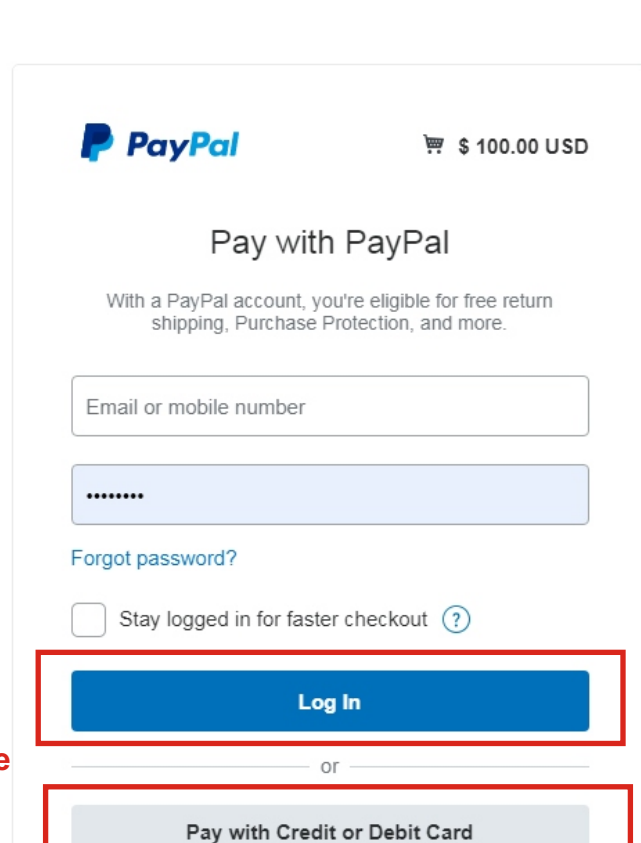 PayPal
$ 100.00 USD
Pay with PayPal
With a PayPal account, you're eligible for free return
shipping, Purchase Protection, and more.
Email or mobile number
••••••••
Forgot password?
Stay logged in for faster checkout ?
Log In
e
or
Pay with Credit or Debit Card